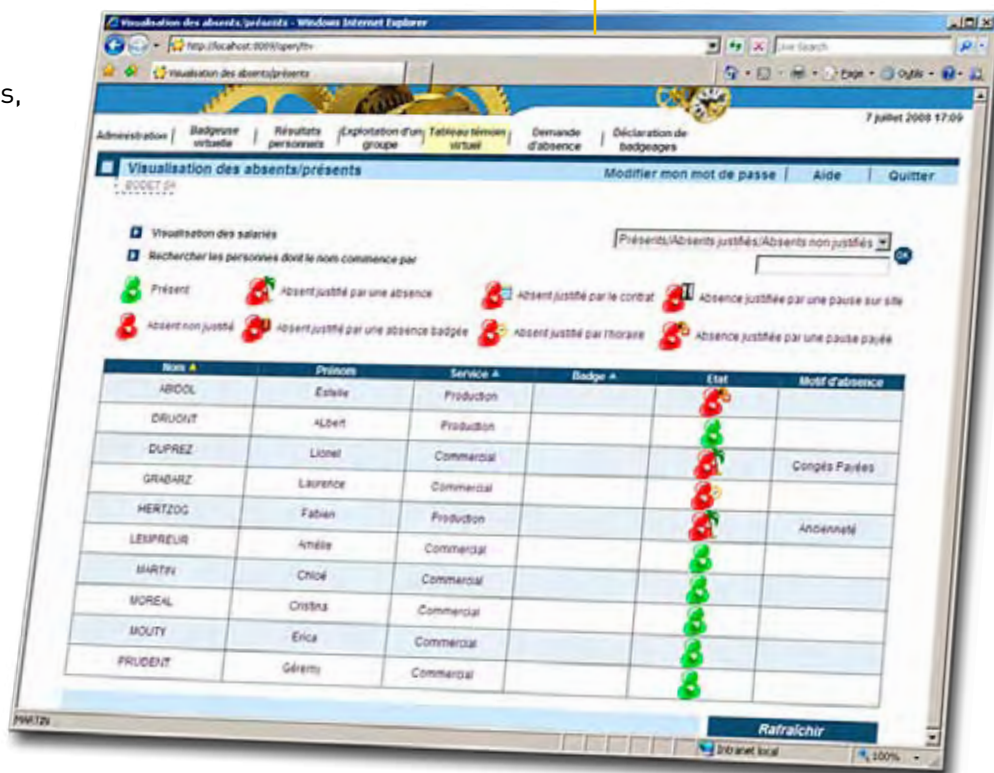 s,
Visualisation des absents/présents - Windows Internet Explorer
Live Search
Visualisation des absents/présents
Page Outils
7 juillet 2008 17:09
Administration | Badgeuse virtuelle | Résultats personnels | Exploitation d'un groupe | Tableau témoin virtuel | Demande d'absence | Déclaration de badgeages
Visualisation des absents/présents Modifier mon mot de passe | Aide | Quitter
BODET SA
Visualisation des salariés Présents/Absents justifiés/Absents non justifiés
Rechercher les personnes dont le nom commence par OK
Présent Absent justifié par une absence Absent justifié par le contrat Absence justifiée par une pause sur site
Absent non justifié Absent justifié par une absence badgée Absent justifié par l'horaire Absence justifiée par une pause payée
Nom Prénom Service Badge Etat Motif d'absence
ABIDOL Estelle Production
DRUONT ALbert Production
DUPREZ Lionel Commercial Congés Payées
GRABARZ Laurence Commercial
HERTZOG Fabien Production Ancienneté
LEMPREUR Amélie Commercial
MARTIN Chloé Commercial
MOREAL Cristina Commercial
MOUTY Erica Commercial
PRUDENT Géremy Commercial
Rafraîchir
MARTIN Intranet local 100%